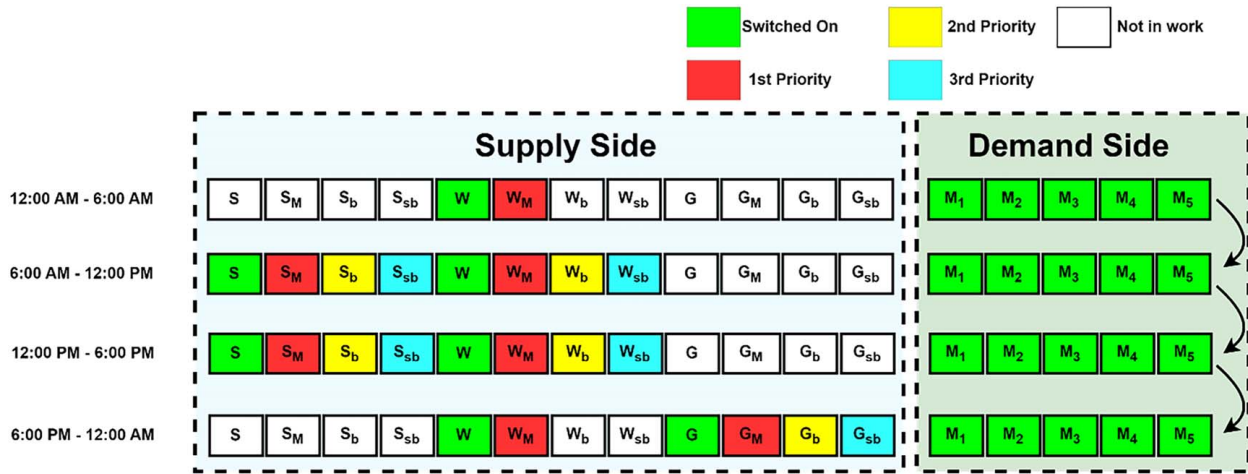 Switched On 2nd Priority Not in work
1st Priority 3rd Priority
Supply Side Demand Side
12:00 AM - 6:00 AM S S_M S_b S_sb W W_M W_b W_sb G G_M G_b G_sb M_1 M_2 M_3 M_4 M_5
6:00 AM - 12:00 PM S S_M S_b S_sb W W_M W_b W_sb G G_M G_b G_sb M_1 M_2 M_3 M_4 M_5
12:00 PM - 6:00 PM S S_M S_b S_sb W W_M W_b W_sb G G_M G_b G_sb M_1 M_2 M_3 M_4 M_5
6:00 PM - 12:00 AM S S_M S_b S_sb W W_M W_b W_sb G G_M G_b G_sb M_1 M_2 M_3 M_4 M_5